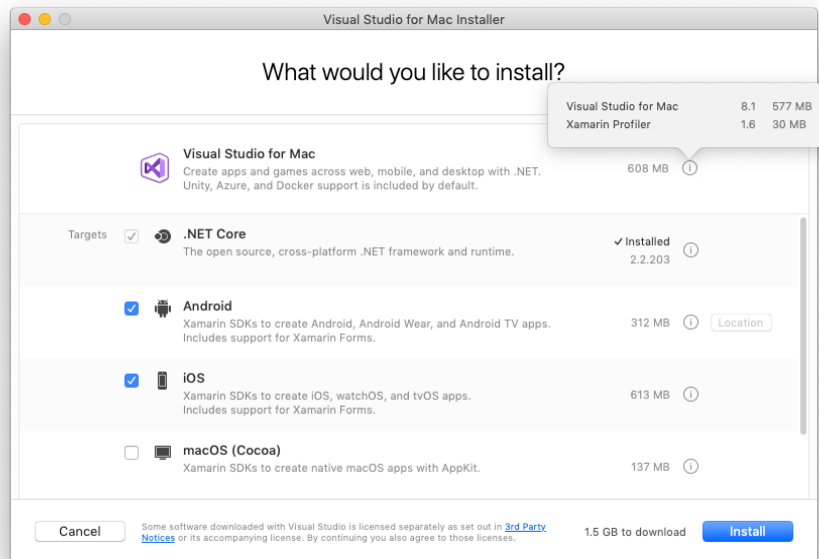 Visual Studio for Mac Installer
What would you like to install?
Visual Studio for Mac 8.1 577 MB
Xamarin Profiler 1.6 30 MB
Visual Studio for Mac
Create apps and games across web, mobile, and desktop with .NET.
Unity, Azure, and Docker support is included by default.
608 MB
Targets
.NET Core
The open source, cross-platform .NET framework and runtime.
✓ Installed
2.2.203
Android
Xamarin SDKs to create Android, Android Wear, and Android TV apps.
Includes support for Xamarin Forms.
312 MB
Location
iOS
Xamarin SDKs to create iOS, watchOS, and tvOS apps.
Includes support for Xamarin Forms.
613 MB
macOS (Cocoa)
Xamarin SDKs to create native macOS apps with AppKit.
137 MB
Cancel
Some software downloaded with Visual Studio is licensed separately as set out in 3rd Party
Notices or its accompanying license. By continuing you also agree to those licenses.
1.5 GB to download
Install